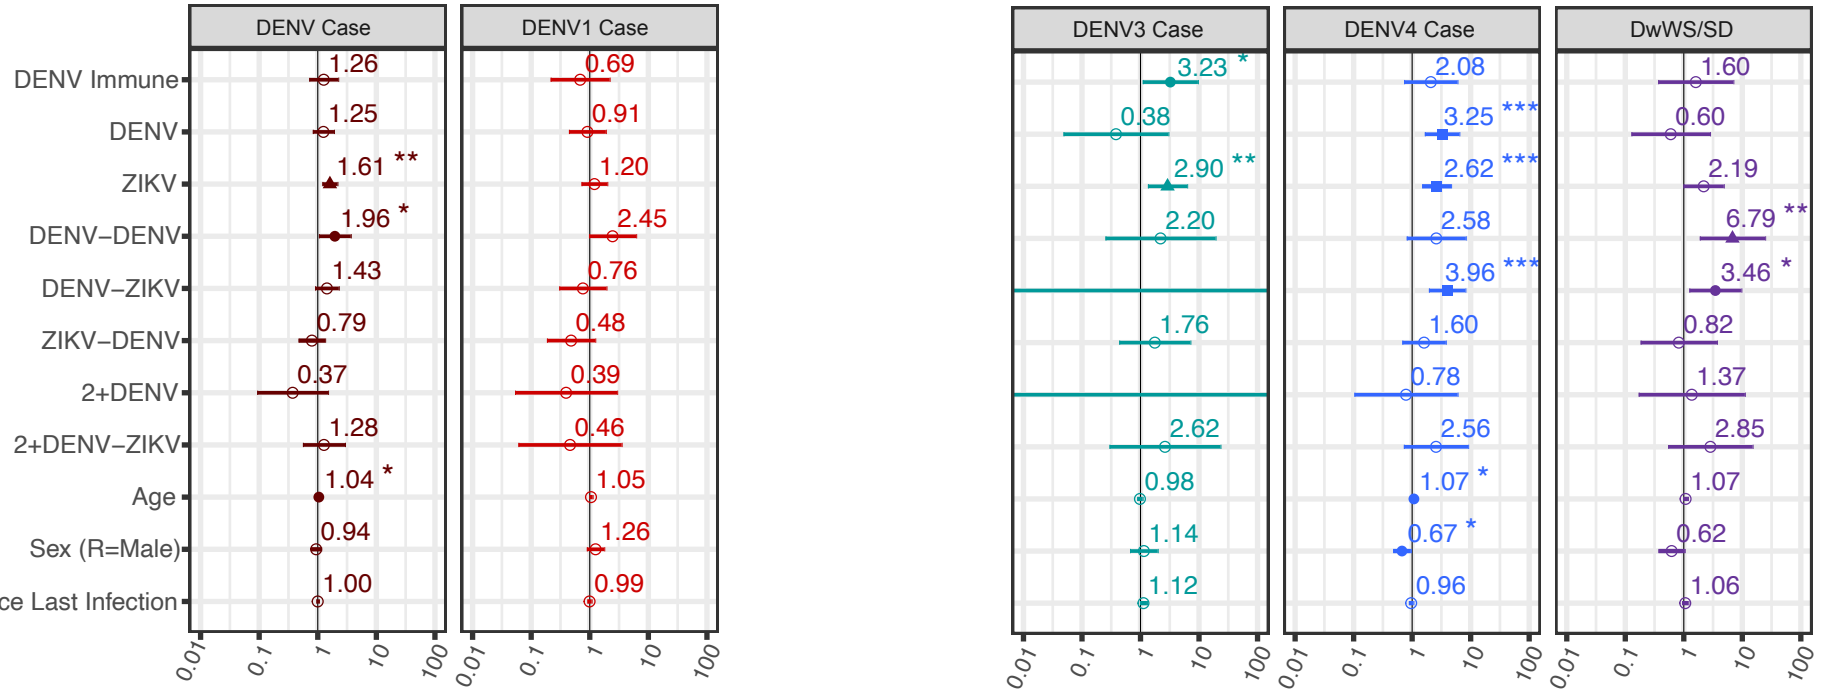 DENV Case DENV1 Case DENV3 Case DENV4 Case DwWS/SD
DENV Immune 1.26 0.69 3.23 * 2.08 1.60
DENV 1.25 0.91 0.38 3.25 *** 0.60
ZIKV 1.61 ** 1.20 2.90 ** 2.62 *** 2.19
DENV−DENV 1.96 * 2.45 2.20 2.58 6.79 **
DENV−ZIKV 1.43 0.76 3.96 *** 3.46 *
ZIKV−DENV 0.79 0.48 1.76 1.60 0.82
2+DENV 0.37 0.39 0.78 1.37
2+DENV−ZIKV 1.28 0.46 2.62 2.56 2.85
Age 1.04 * 1.05 0.98 1.07 * 1.07
Sex (R=Male) 0.94 1.26 1.14 0.67 * 0.62
ce Last Infection 1.00 0.99 1.12 0.96 1.06
0.01 0.1 1 10 100 0.01 0.1 1 10 100 0.01 0.1 1 10 100 0.01 0.1 1 10 100 0.01 0.1 1 10 100